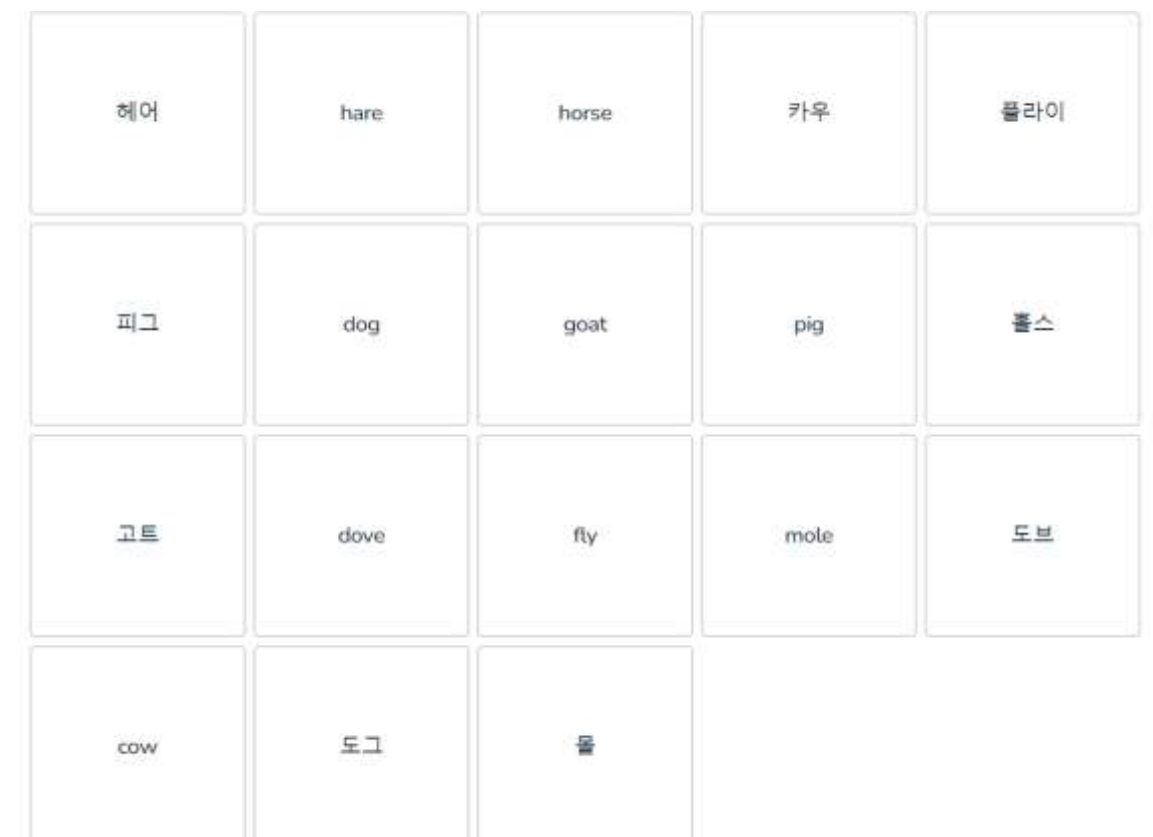 헤어 hare horse 카우 플라이
피그 dog goat pig 홀스
고트 dove fly mole 도브
cow 도그 몰